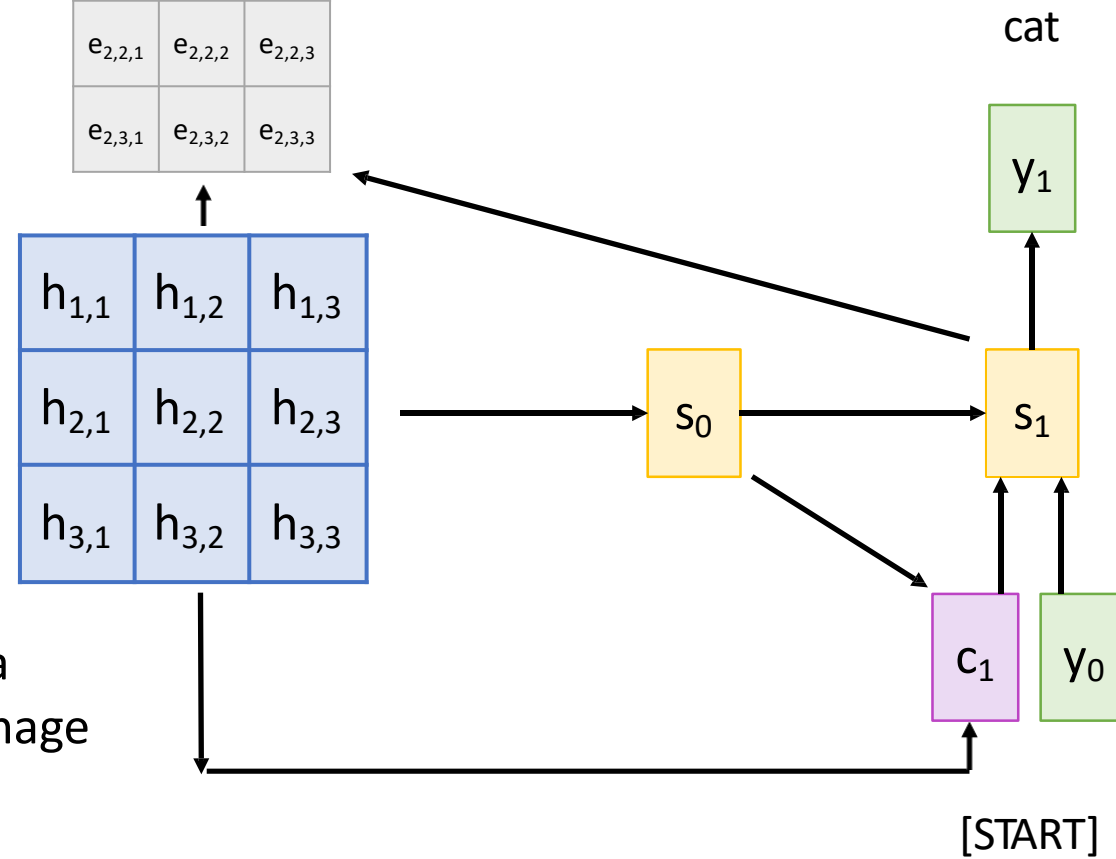 e2,2,1 e2,2,2 e2,2,3
cat
e2,3,1 e2,3,2 e2,3,3
y1
h1,1 h1,2 h1,3
h2,1 h2,2 h2,3
s0 s1
h3,1 h3,2 h3,3
c1 y0
[START]